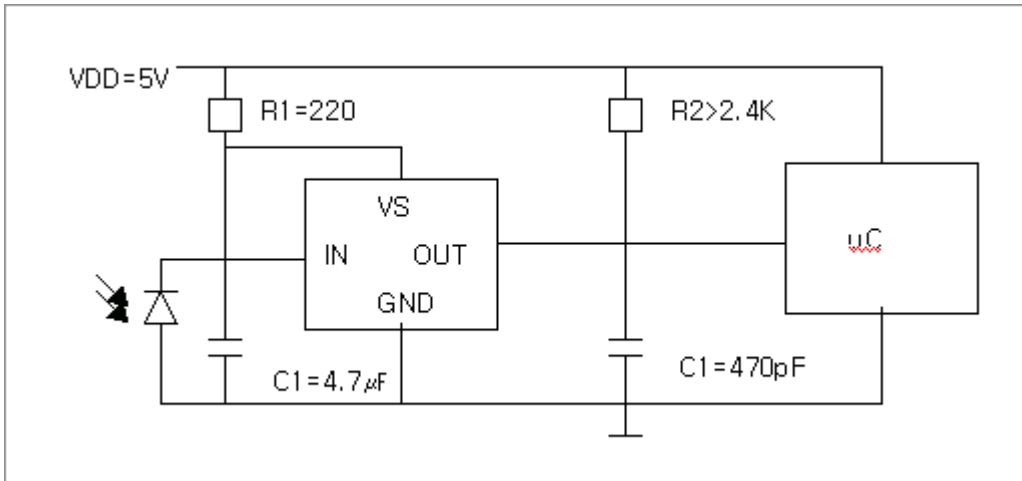 VDD=5V
R1=220
R2>2.4K
VS
IN
OUT
GND
uC
C1=4.7μF
C1=470pF